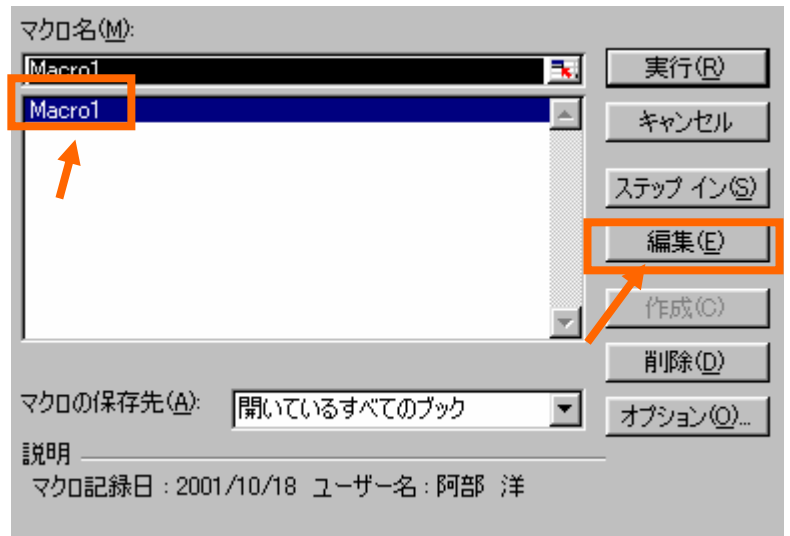 マクロ名(M):
Macro1
実行(R)
Macro1
キャンセル
ステップ イン(S)
編集(E)
作成(C)
削除(D)
マクロの保存先(A):
開いているすべてのブック
オプション(O)...
説明
マクロ記録日 : 2001/10/18 ユーザー名 : 阿部 洋